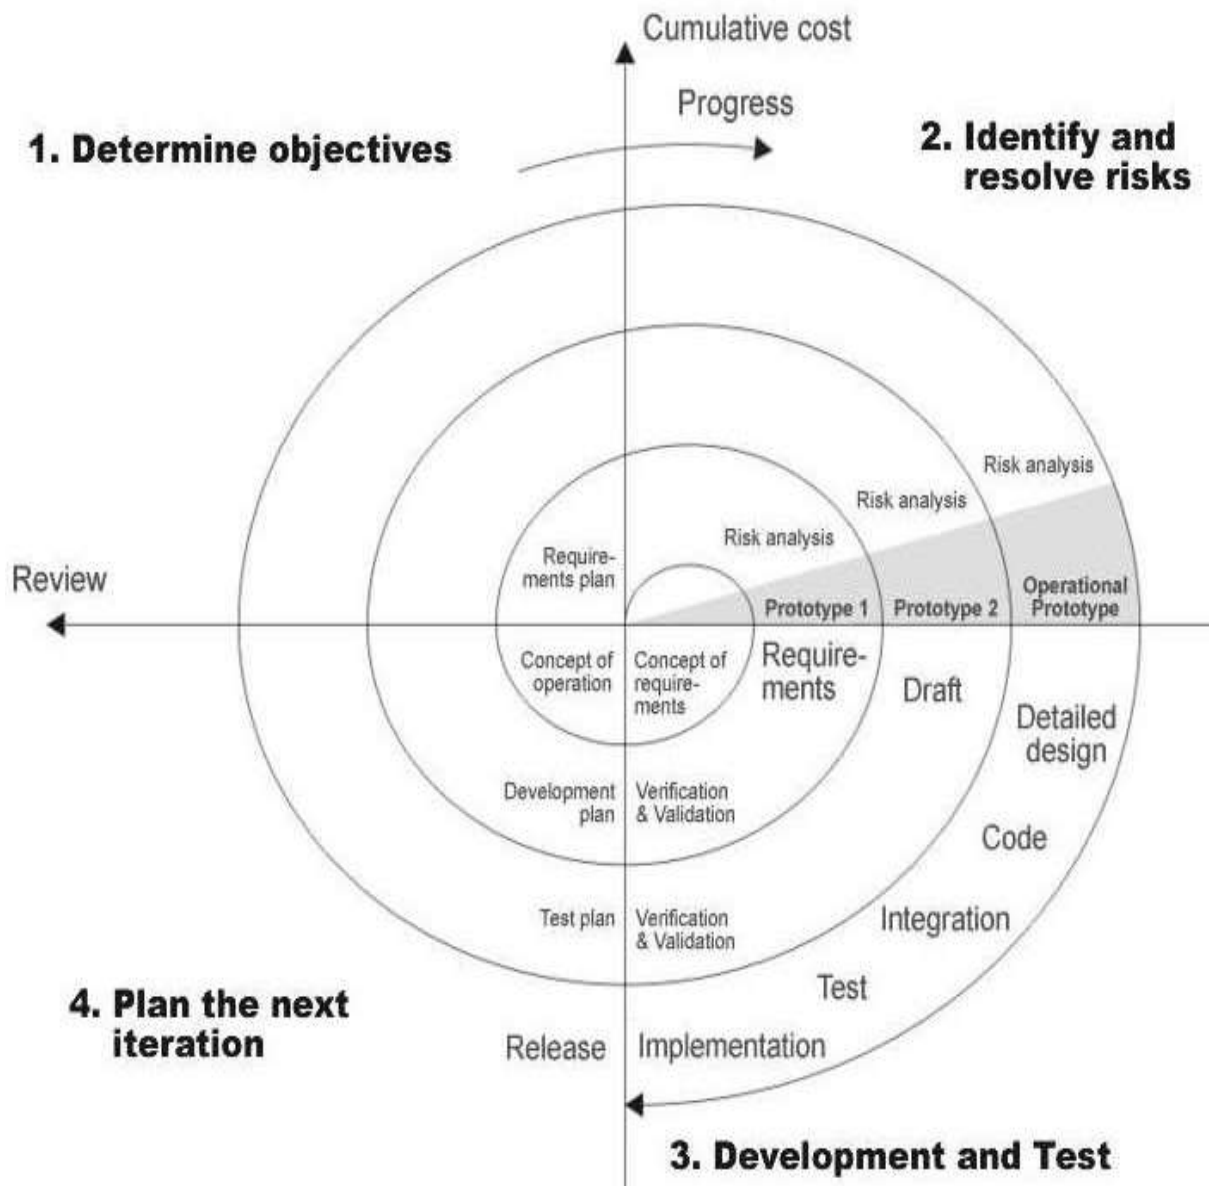 Cumulative cost
Progress
1. Determine objectives
2. Identify and
resolve risks
Risk analysis
Risk analysis
Risk analysis
Require-
ments plan
Review
Operational
Prototype
Prototype 1
Prototype 2
Concept of
operation
Concept of
require-
ments
Require-
ments
Draft
Detailed
design
Development
plan
Verification
& Validation
Code
Test plan
Verification
& Validation
Integration
Test
4. Plan the next
iteration
Release
Implementation
3. Development and Test